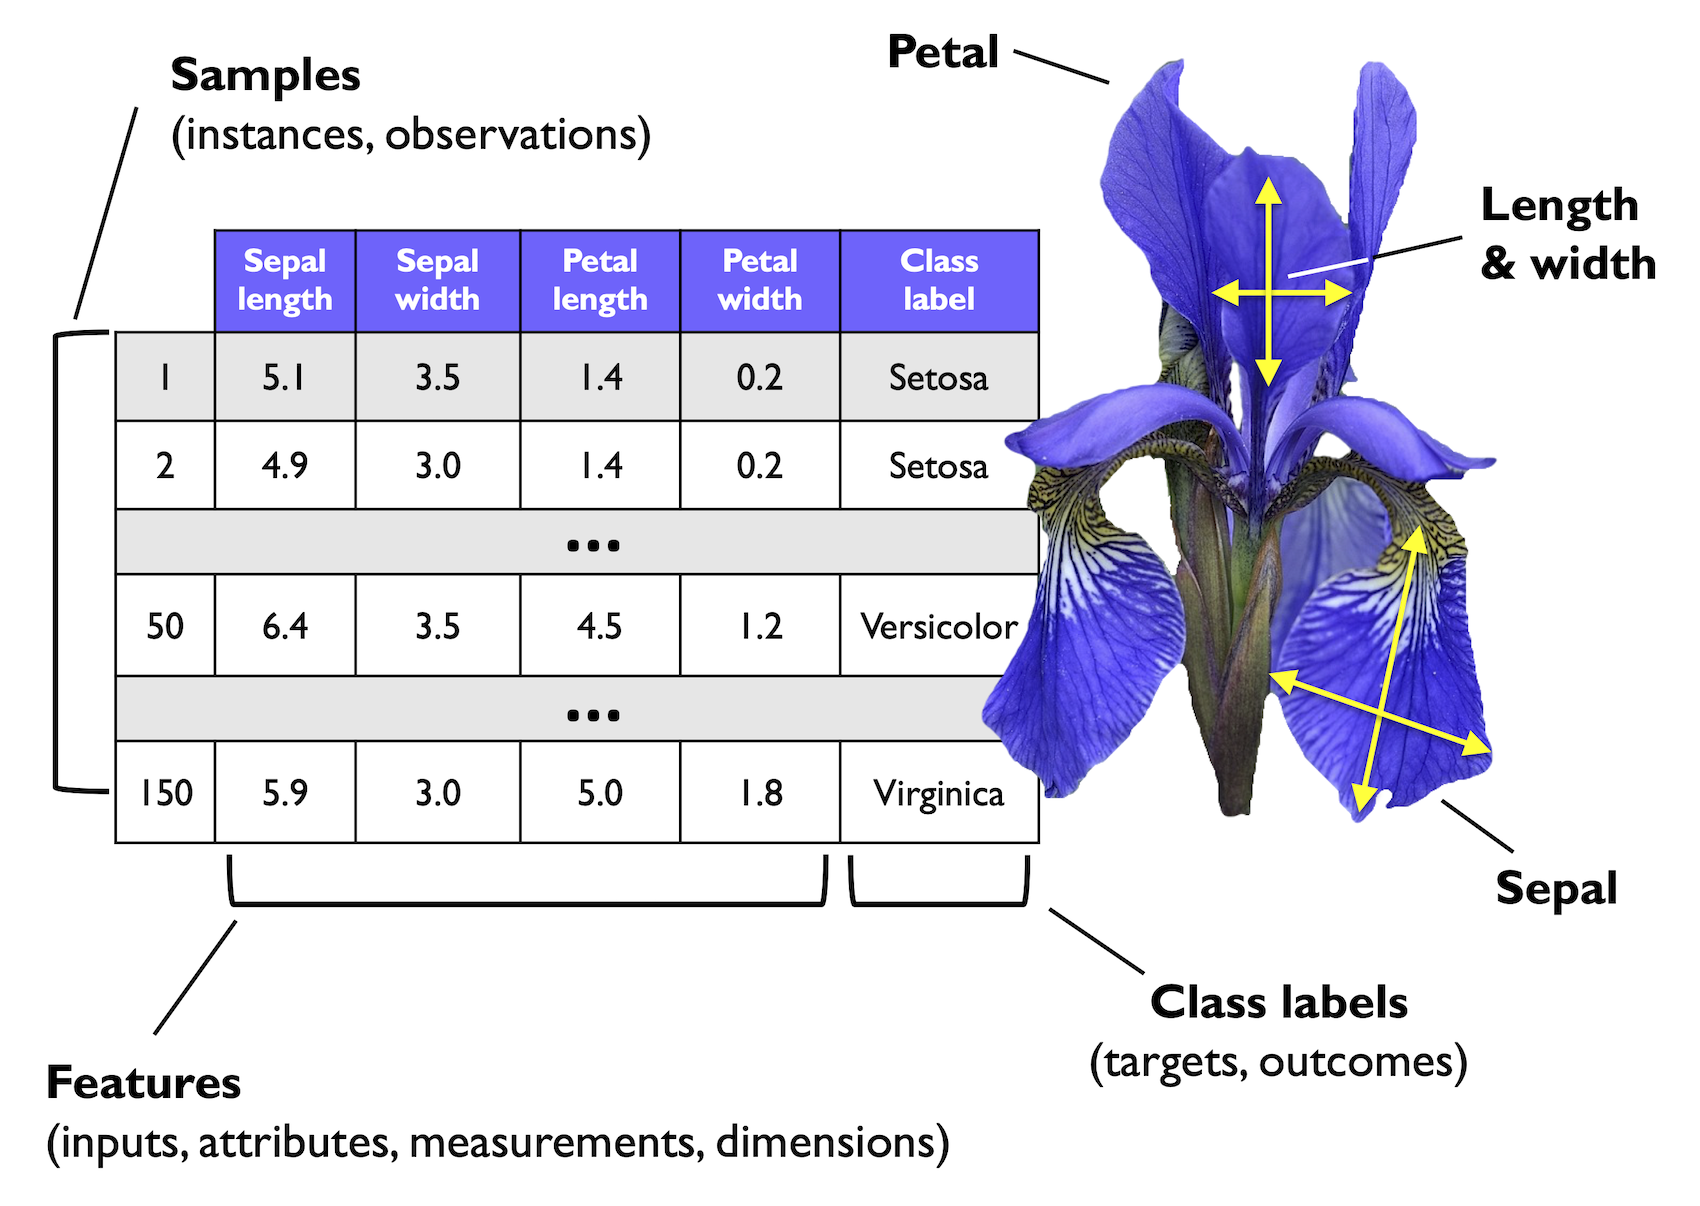 Samples
(instances, observations)
Petal
Length
& width
Sepal length Sepal width Petal length Petal width Class label
1 5.1 3.5 1.4 0.2 Setosa
2 4.9 3.0 1.4 0.2 Setosa
...
50 6.4 3.5 4.5 1.2 Versicolor
...
150 5.9 3.0 5.0 1.8 Virginica
Sepal
Features
(inputs, attributes, measurements, dimensions)
Class labels
(targets, outcomes)